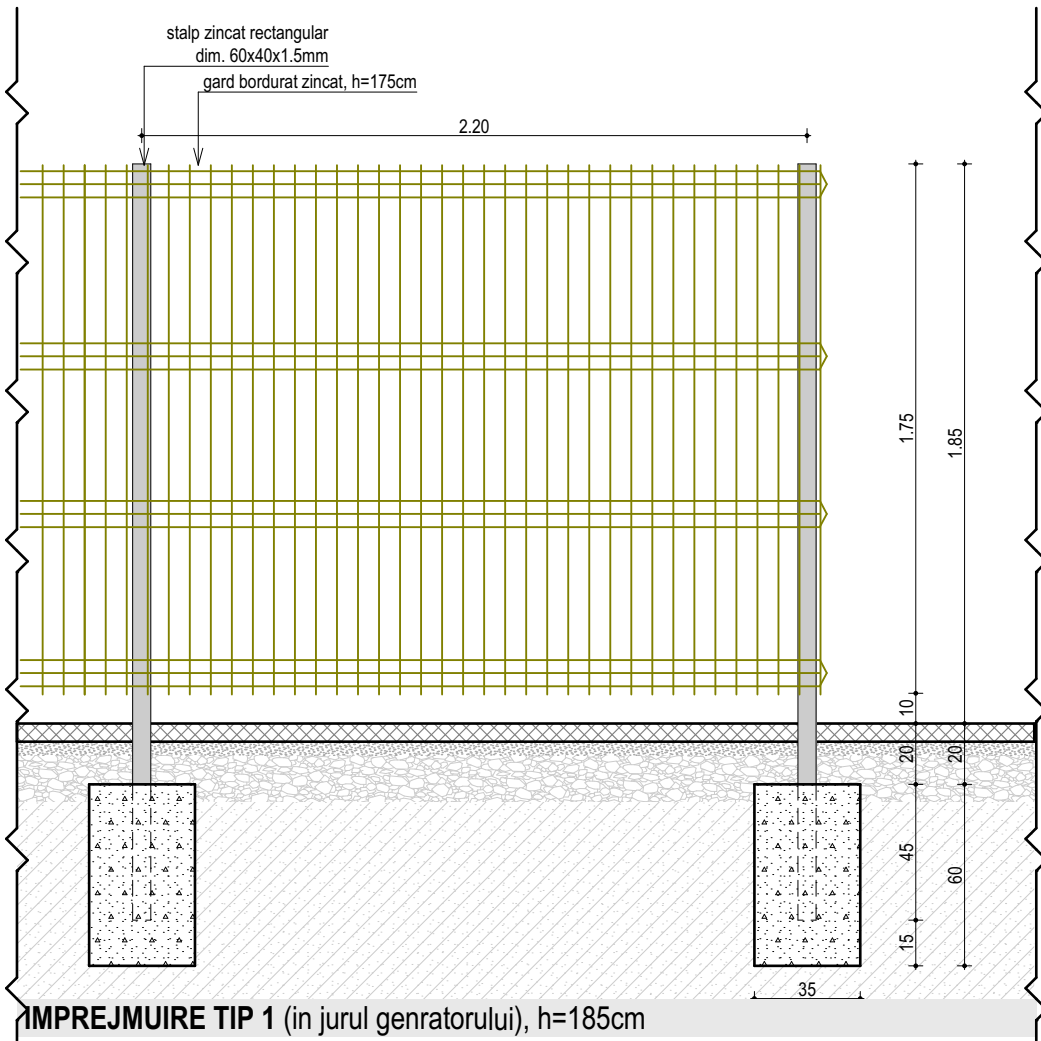 stalp zincat rectangular
dim. 60x40x1.5mm
gard bordurat zincat, h=175cm
2.20
1.75
1.85
10
20
20
45
60
15
35
IMPREJMUIRE TIP 1 (in jurul genratorului), h=185cm